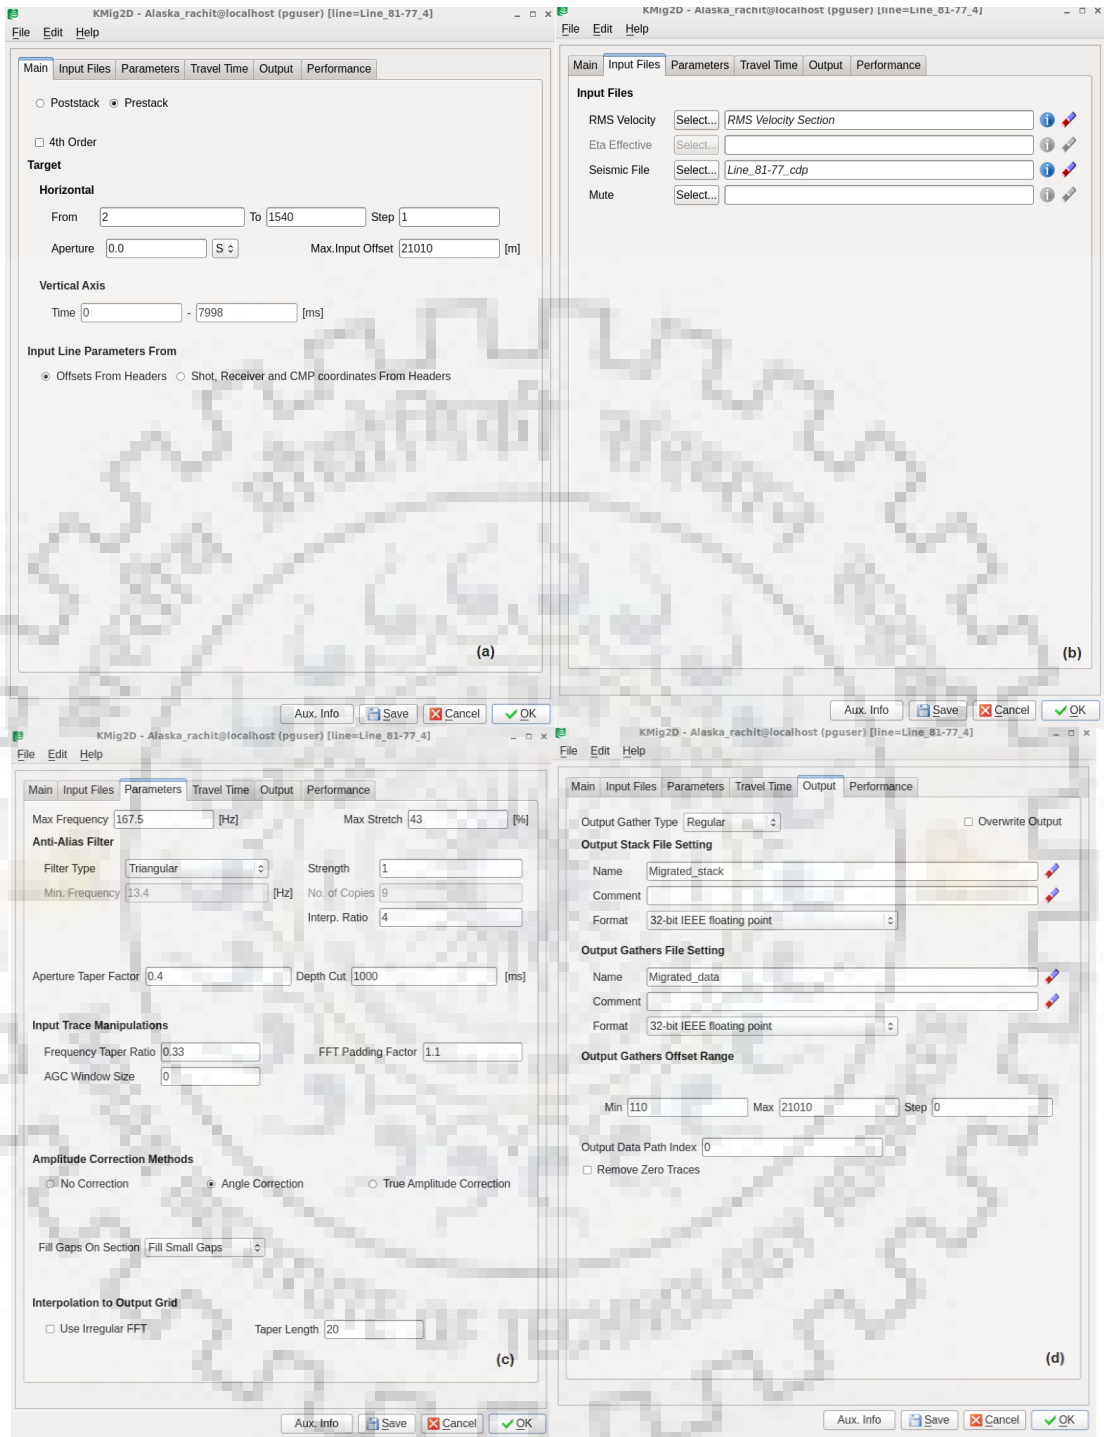 KMig2D - Alaska_rachit@localhost (pguser) [line=Line_81-77_4]
File Edit Help
Main Input Files Parameters Travel Time Output Performance
Poststack Prestack
4th Order
Target
Horizontal
From 2 To 1540 Step 1
Aperture 0.0 S Max.Input Offset 21010 [m]
Vertical Axis
Time 0 - 7998 [ms]
Input Line Parameters From
Offsets From Headers Shot, Receiver and CMP coordinates From Headers
(a)
Aux. Info Save Cancel OK
KMig2D - Alaska_rachit@localhost (pguser) [line=Line_81-77_4]
File Edit Help
Main Input Files Parameters Travel Time Output Performance
Input Files
RMS Velocity Select... RMS Velocity Section
Eta Effective Select...
Seismic File Select... Line_81-77_cdp
Mute Select...
(b)
Aux. Info Save Cancel OK
KMig2D - Alaska_rachit@localhost (pguser) [line=Line_81-77_4]
File Edit Help
Main Input Files Parameters Travel Time Output Performance
Max Frequency 167.5 [Hz] Max Stretch 43 [%]
Anti-Alias Filter
Filter Type Triangular Strength 1
Min. Frequency 13.4 [Hz] No. of Copies 9
Interp. Ratio 4
Aperture Taper Factor 0.4 Depth Cut 1000 [ms]
Input Trace Manipulations
Frequency Taper Ratio 0.33 FFT Padding Factor 1.1
AGC Window Size 0
Amplitude Correction Methods
No Correction Angle Correction True Amplitude Correction
Fill Gaps On Section Fill Small Gaps
Interpolation to Output Grid
Use Irregular FFT Taper Length 20
(c)
Aux. Info Save Cancel OK
KMig2D - Alaska_rachit@localhost (pguser) [line=Line_81-77_4]
File Edit Help
Main Input Files Parameters Travel Time Output Performance
Output Gather Type Regular Overwrite Output
Output Stack File Setting
Name Migrated_stack
Comment
Format 32-bit IEEE floating point
Output Gathers File Setting
Name Migrated_data
Comment
Format 32-bit IEEE floating point
Output Gathers Offset Range
Min 110 Max 21010 Step 0
Output Data Path Index 0
Remove Zero Traces
(d)
Aux. Info Save Cancel OK